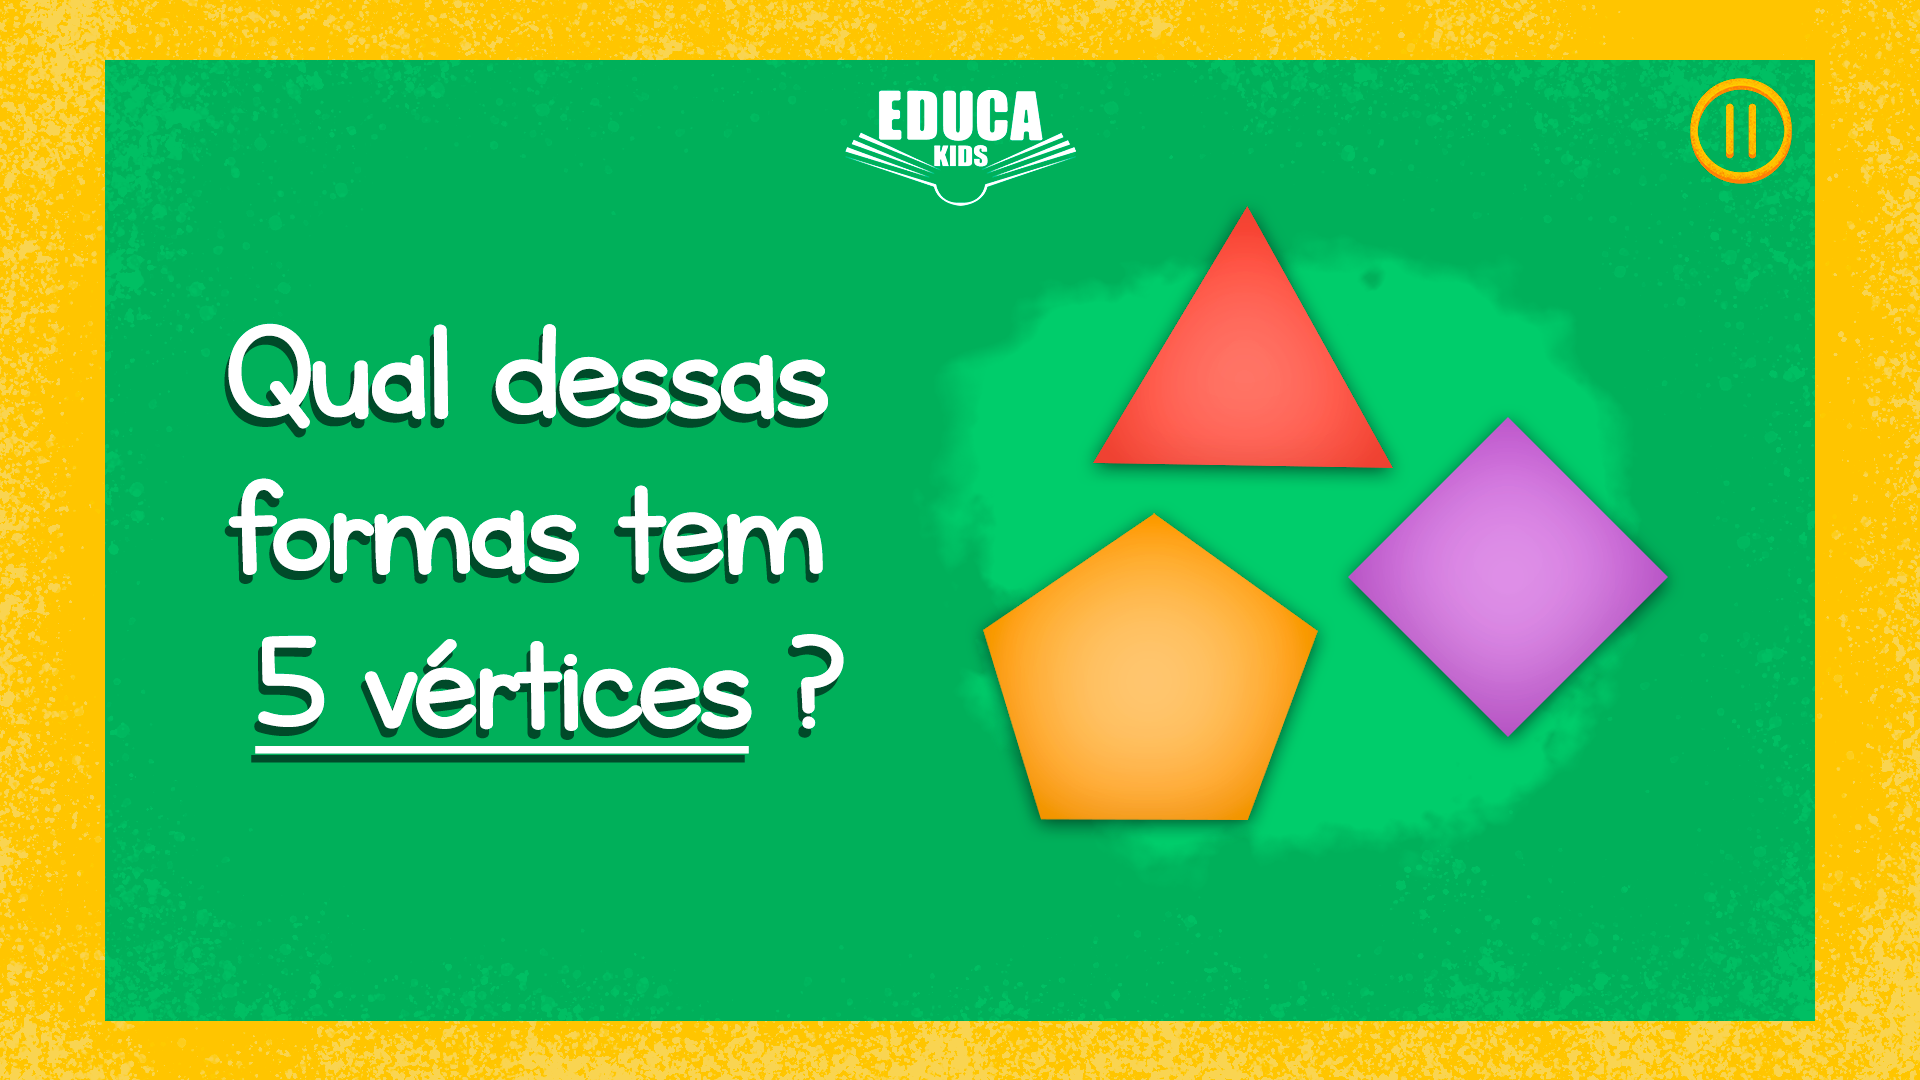 EDUCA
KIDS
Qual dessas
formas tem
5 vértices ?